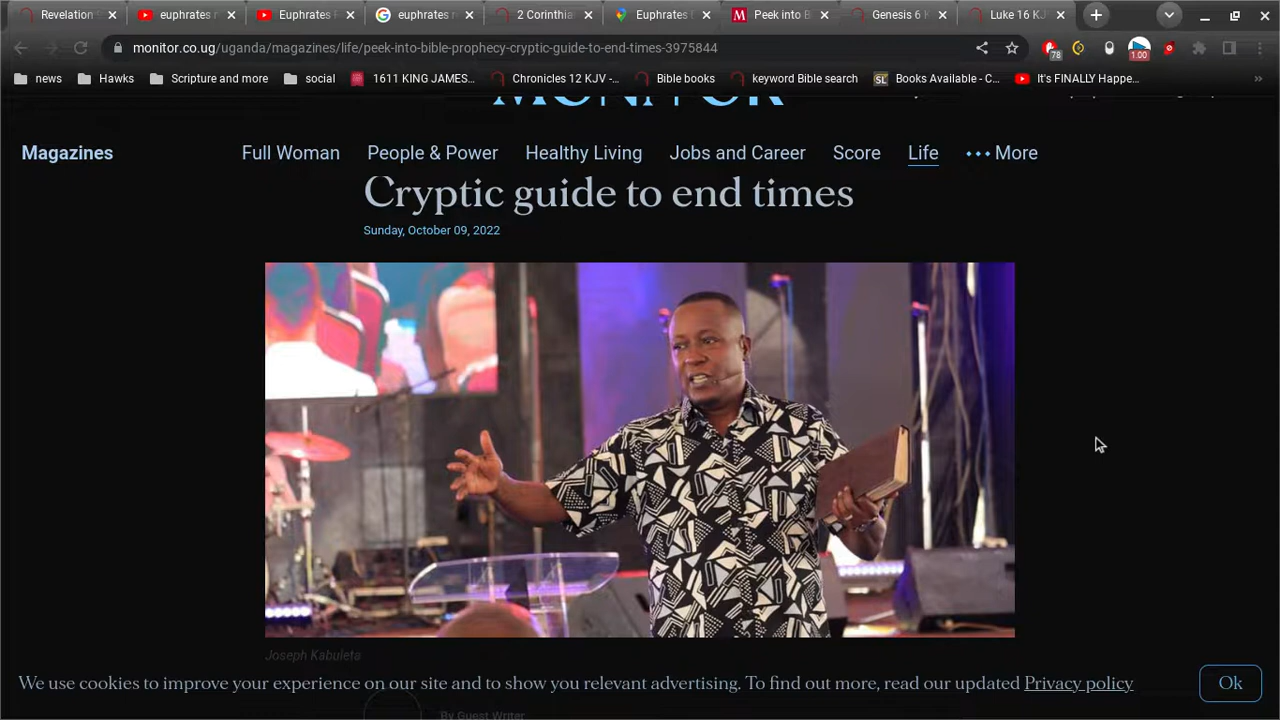 Revelation
euphrates r
Euphrates F
euphrates re
2 Corinthia
Euphrates
Peek into B
Genesis 6 K
Luke 16 KJ
monitor.co.ug/uganda/magazines/life/peek-into-bible-prophecy-cryptic-guide-to-end-times-3975844
78
1.00
news
Hawks
Scripture and more
social
1611 KING JAMES...
Chronicles 12 KJV -...
Bible books
keyword Bible search
SL
Books Available - C...
It's FINALLY Happe...
»
MONITOR
Magazines
Full Woman
People & Power
Healthy Living
Jobs and Career
Score
Life
••• More
Cryptic guide to end times
Sunday, October 09, 2022
Joseph Kabuleta
We use cookies to improve your experience on our site and to show you relevant advertising. To find out more, read our updated Privacy policy
Ok
By Guest Writer